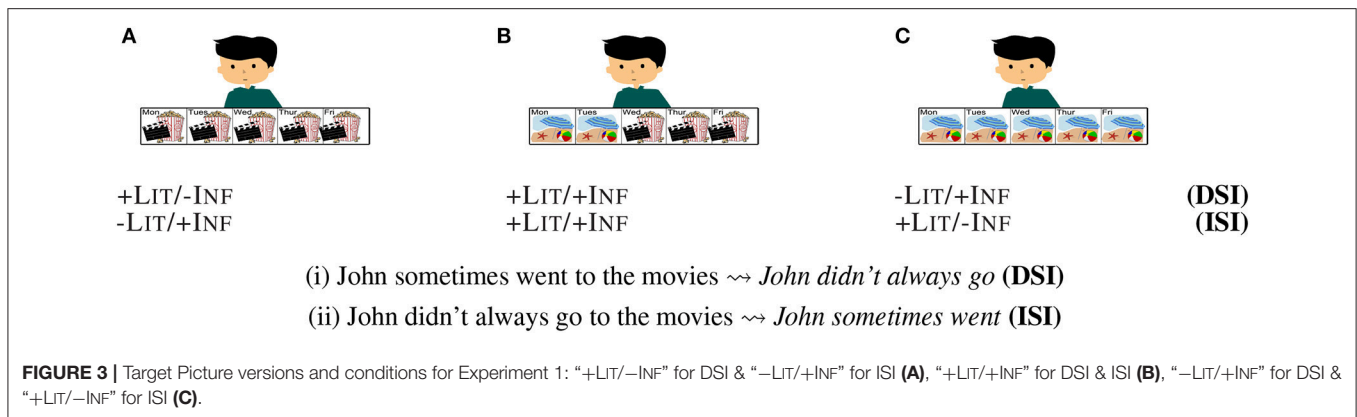 A B C
Mon Tues Wed Thur Fri Mon Tues Wed Thur Fri Mon Tues Wed Thur Fri
+LIT/-INF +LIT/+INF -LIT/+INF (DSI)
-LIT/+INF +LIT/+INF +LIT/-INF (ISI)
(i) John sometimes went to the movies ⇝ John didn't always go (DSI)
(ii) John didn't always go to the movies ⇝ John sometimes went (ISI)
FIGURE 3 | Target Picture versions and conditions for Experiment 1: “+LIT/−INF” for DSI & “−LIT/+INF” for ISI (A), “+LIT/+INF” for DSI & ISI (B), “−LIT/+INF” for DSI &
“+LIT/−INF” for ISI (C).